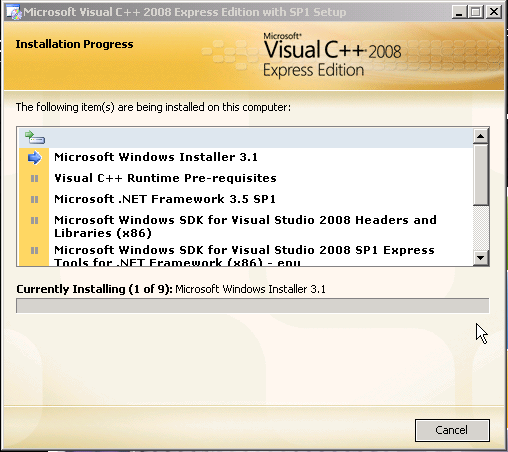 Microsoft Visual C++ 2008 Express Edition with SP1 Setup
Installation Progress
Microsoft®
Visual C++ 2008
Express Edition
The following item(s) are being installed on this computer:
Microsoft Windows Installer 3.1
Visual C++ Runtime Pre-requisites
Microsoft .NET Framework 3.5 SP1
Microsoft Windows SDK for Visual Studio 2008 Headers and
Libraries (x86)
Microsoft Windows SDK for Visual Studio 2008 SP1 Express
Tools for .NET Framework (x86) - enu
Currently Installing (1 of 9): Microsoft Windows Installer 3.1
Cancel